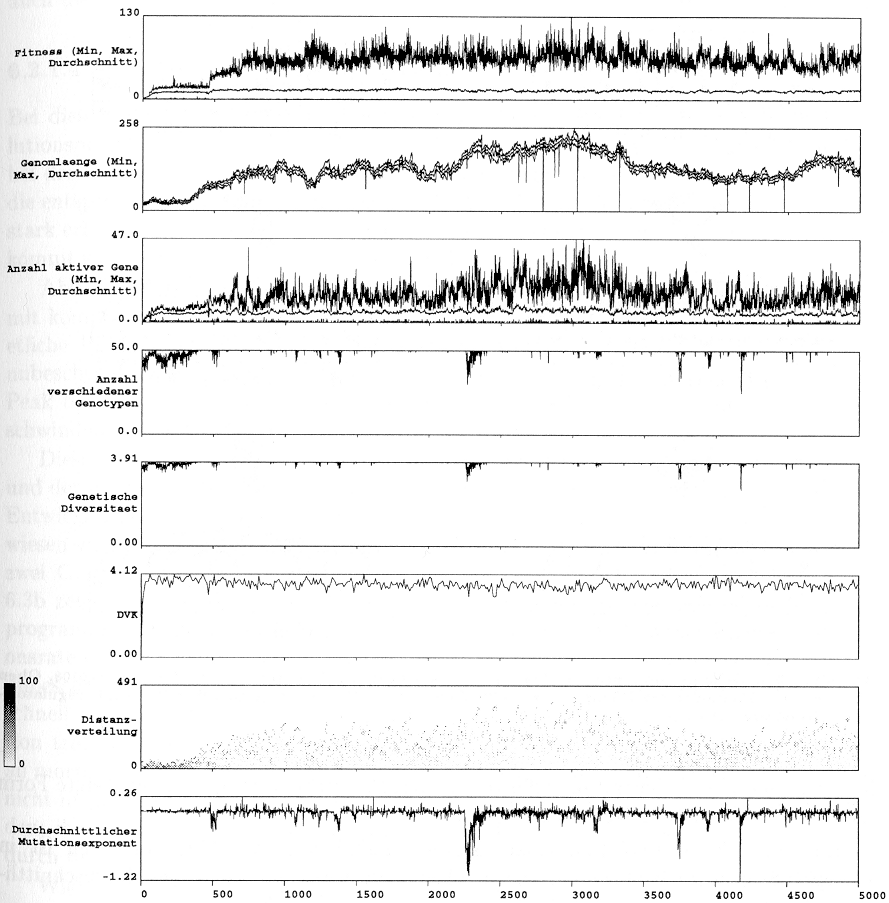 130
Fitness (Min, Max,
Durchschnitt)
0
258
Genomlaenge (Min,
Max, Durchschnitt)
0
47.0
Anzahl aktiver Gene
(Min, Max,
Durchschnitt)
0.0
50.0
Anzahl
verschiedener
Genotypen
0.0
3.91
Genetische
Diversitaet
0.00
4.12
DVK
0.00
100
0
491
Distanz-
verteilung
0
0.26
Durchschnittlicher
Mutationsexponent
-1.22
0 500 1000 1500 2000 2500 3000 3500 4000 4500 5000